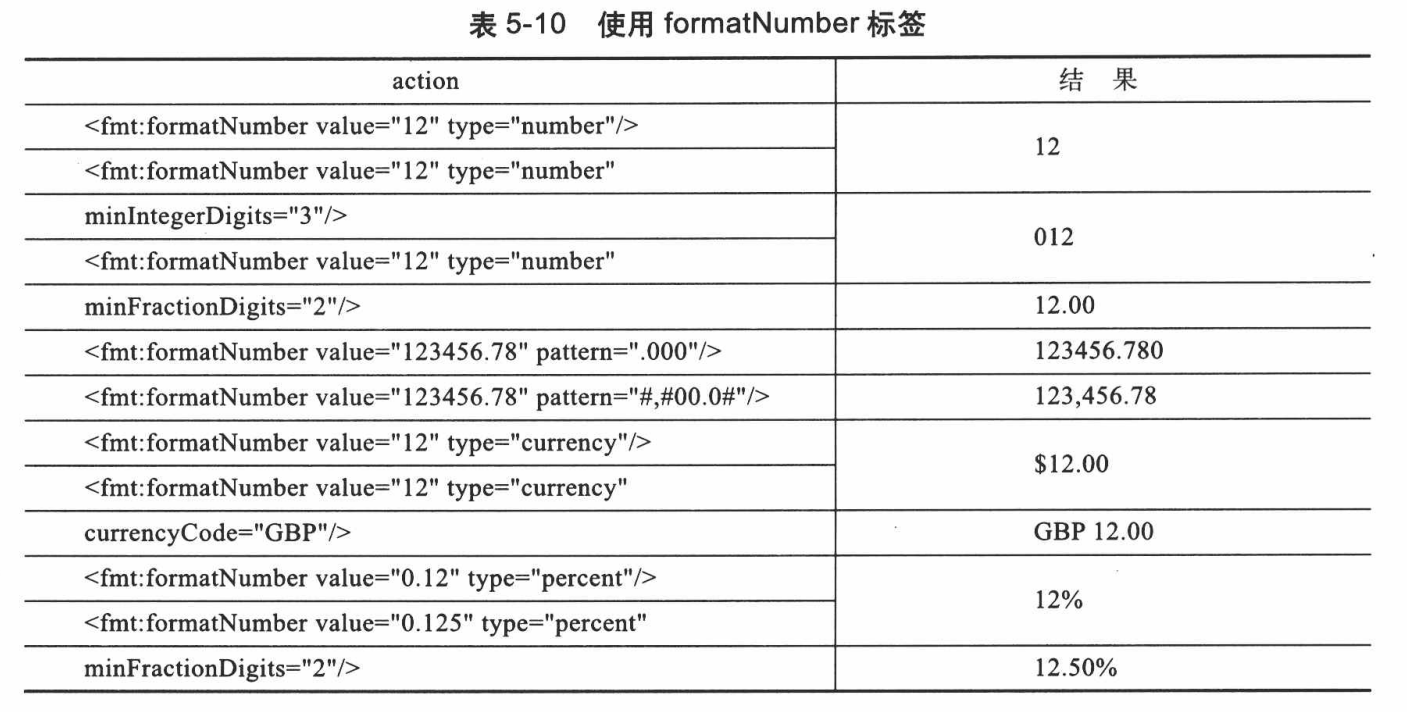 表 5-10 使用 formatNumber 标签
action 结 果
<fmt:formatNumber value="12" type="number"/>
12
<fmt:formatNumber value="12" type="number"
minIntegerDigits="3"/>
012
<fmt:formatNumber value="12" type="number"
minFractionDigits="2"/> 12.00
<fmt:formatNumber value="123456.78" pattern=".000"/> 123456.780
<fmt:formatNumber value="123456.78" pattern="#,#00.0#"/> 123,456.78
<fmt:formatNumber value="12" type="currency"/>
$12.00
<fmt:formatNumber value="12" type="currency"
currencyCode="GBP"/> GBP 12.00
<fmt:formatNumber value="0.12" type="percent"/>
12%
<fmt:formatNumber value="0.125" type="percent"
minFractionDigits="2"/> 12.50%